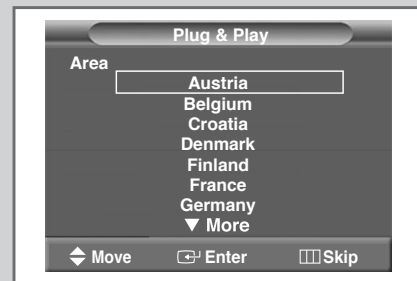 Plug & Play
Area
Austria
Belgium
Croatia
Denmark
Finland
France
Germany
▼ More
Move Enter Skip